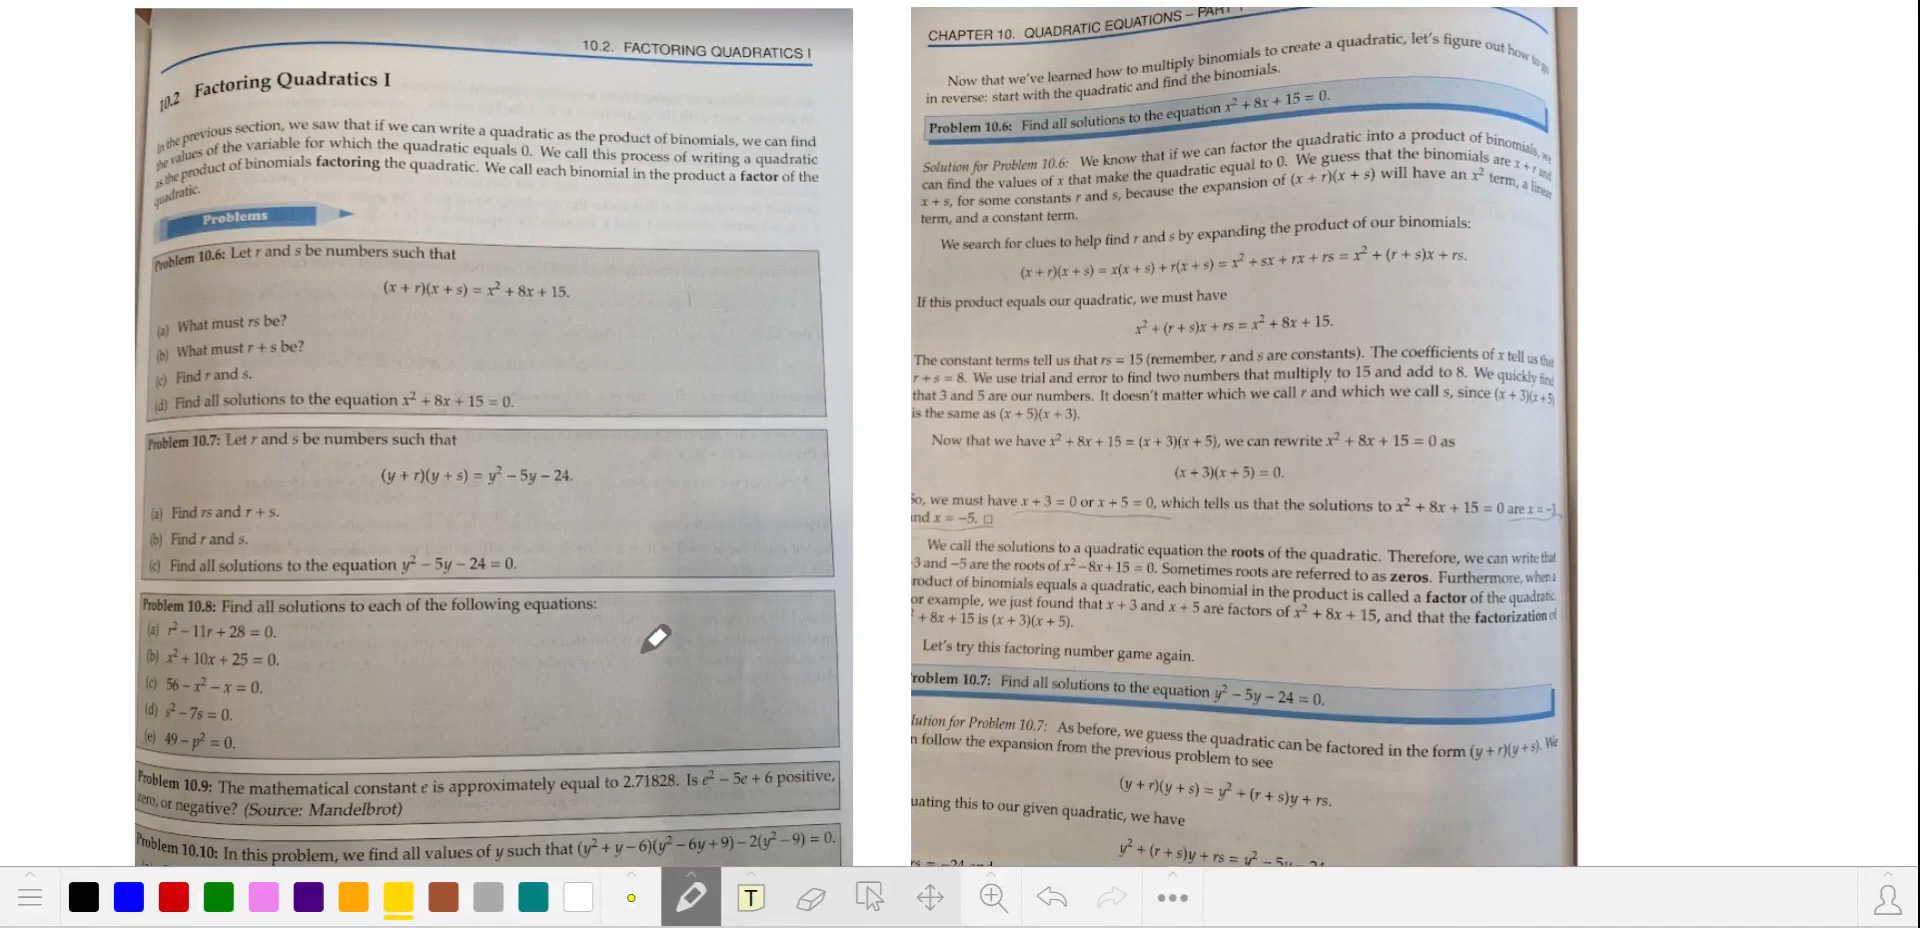 10.2. FACTORING QUADRATICS I
10.2 Factoring Quadratics I
In the previous section, we saw that if we can write a quadratic as the product of binomials, we can find
the values of the variable for which the quadratic equals 0. We call this process of writing a quadratic
as the product of binomials factoring the quadratic. We call each binomial in the product a factor of the
quadratic.
Problems
Problem 10.6: Let r and s be numbers such that
(x + r)(x + s) = x² + 8x + 15.
(a) What must rs be?
(b) What must r + s be?
(c) Find r and s.
(d) Find all solutions to the equation x² + 8x + 15 = 0.
Problem 10.7: Let r and s be numbers such that
(y + r)(y + s) = y² – 5y – 24.
(a) Find rs and r + s.
(b) Find r and s.
(c) Find all solutions to the equation y² – 5y – 24 = 0.
Problem 10.8: Find all solutions to each of the following equations:
(a) r² – 11r + 28 = 0.
(b) x² + 10x + 25 = 0.
(c) 56 – x² – x = 0.
(d) s² – 7s = 0.
(e) 49 – p² = 0.
Problem 10.9: The mathematical constant e is approximately equal to 2.71828. Is e² – 5e + 6 positive,
zero, or negative? (Source: Mandelbrot)
Problem 10.10: In this problem, we find all values of y such that (y² + y – 6)(y² – 6y + 9) – 2(y² – 9) = 0.
CHAPTER 10. QUADRATIC EQUATIONS – PART
Now that we've learned how to multiply binomials to create a quadratic, let's figure out how to go
in reverse: start with the quadratic and find the binomials.
Problem 10.6: Find all solutions to the equation x² + 8x + 15 = 0.
Solution for Problem 10.6: We know that if we can factor the quadratic into a product of binomials, we
can find the values of x that make the quadratic equal to 0. We guess that the binomials are x + r and
x + s, for some constants r and s, because the expansion of (x + r)(x + s) will have an x² term, a linear
term, and a constant term.
We search for clues to help find r and s by expanding the product of our binomials:
(x + r)(x + s) = x(x + s) + r(x + s) = x² + sx + rx + rs = x² + (r + s)x + rs.
If this product equals our quadratic, we must have
x² + (r + s)x + rs = x² + 8x + 15.
The constant terms tell us that rs = 15 (remember, r and s are constants). The coefficients of x tell us that
r + s = 8. We use trial and error to find two numbers that multiply to 15 and add to 8. We quickly find
that 3 and 5 are our numbers. It doesn't matter which we call r and which we call s, since (x + 3)(x + 5)
is the same as (x + 5)(x + 3).
Now that we have x² + 8x + 15 = (x + 3)(x + 5), we can rewrite x² + 8x + 15 = 0 as
(x + 3)(x + 5) = 0.
So, we must have x + 3 = 0 or x + 5 = 0, which tells us that the solutions to x² + 8x + 15 = 0 are x = –3
and x = –5. □
We call the solutions to a quadratic equation the roots of the quadratic. Therefore, we can write that
3 and –5 are the roots of x² – 8x + 15 = 0. Sometimes roots are referred to as zeros. Furthermore, when a
roduct of binomials equals a quadratic, each binomial in the product is called a factor of the quadratic.
or example, we just found that x + 3 and x + 5 are factors of x² + 8x + 15, and that the factorization of
² + 8x + 15 is (x + 3)(x + 5).
Let's try this factoring number game again.
roblem 10.7: Find all solutions to the equation y² – 5y – 24 = 0.
lution for Problem 10.7: As before, we guess the quadratic can be factored in the form (y + r)(y + s). We
n follow the expansion from the previous problem to see
(y + r)(y + s) = y² + (r + s)y + rs.
uating this to our given quadratic, we have
y² + (r + s)y + rs = y² – 5y – 24
T